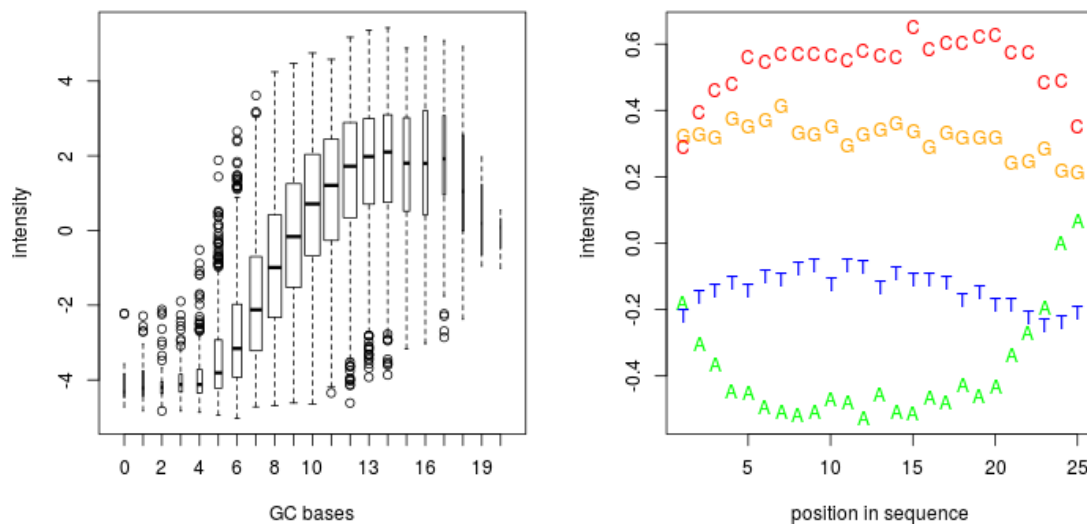 4
2
0
-2
-4
intensity
0 2 4 6 8 10 13 16 19
GC bases
0.6
0.4
0.2
0.0
-0.2
-0.4
intensity
C C C C C C C C C C C C C C C C C C C C C C C C C
G G G G G G G G G G G G G G G G G G G G G G G G G
T T T T T T T T T T T T T T T T T T T T T T T T T
A A A A A A A A A A A A A A A A A A A A A A A A A
5 10 15 20 25
position in sequence